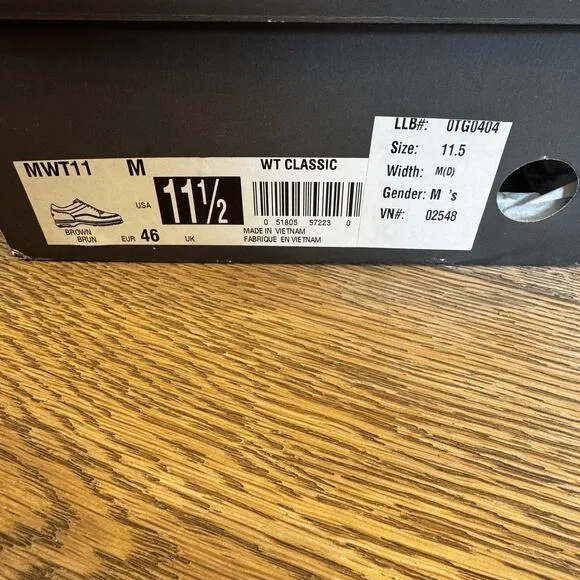 MWT11 M WT CLASSIC
USA 11½
0 51805 57223 0
BROWN
BRUN
EUR 46 UK
MADE IN VIETNAM
FABRIQUE EN VIETNAM
LLB#: 0TG0404
Size: 11.5
Width: M(D)
Gender: M 's
VN#: 02548